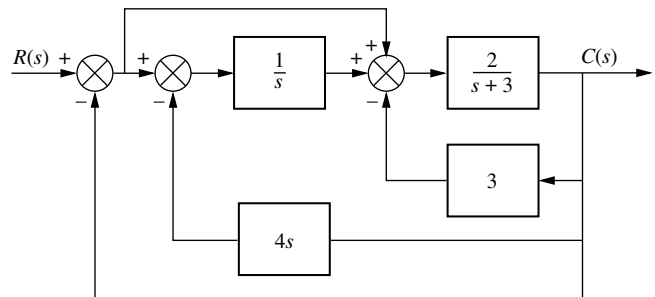 R(s) + + + + C(s)
1/s
2/(s + 3)
− − −
3
4s